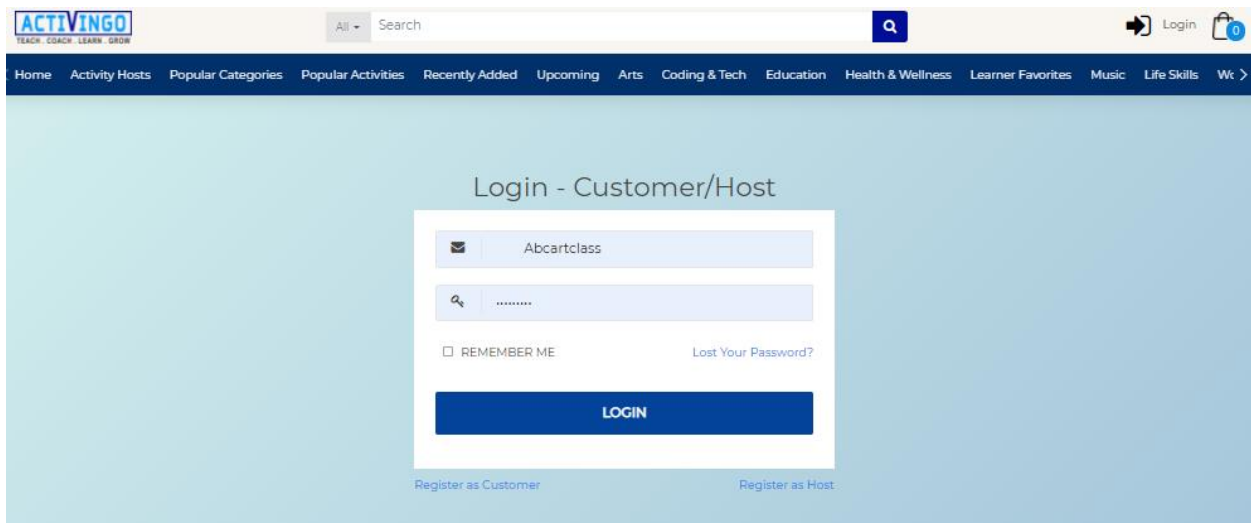 ACTIVINGO
TEACH . COACH . LEARN . GROW
All Search
Login 0
Home Activity Hosts Popular Categories Popular Activities Recently Added Upcoming Arts Coding & Tech Education Health & Wellness Learner Favorites Music Life Skills
Login - Customer/Host
Abcartclass
.........
REMEMBER ME Lost Your Password?
LOGIN
Register as Customer Register as Host